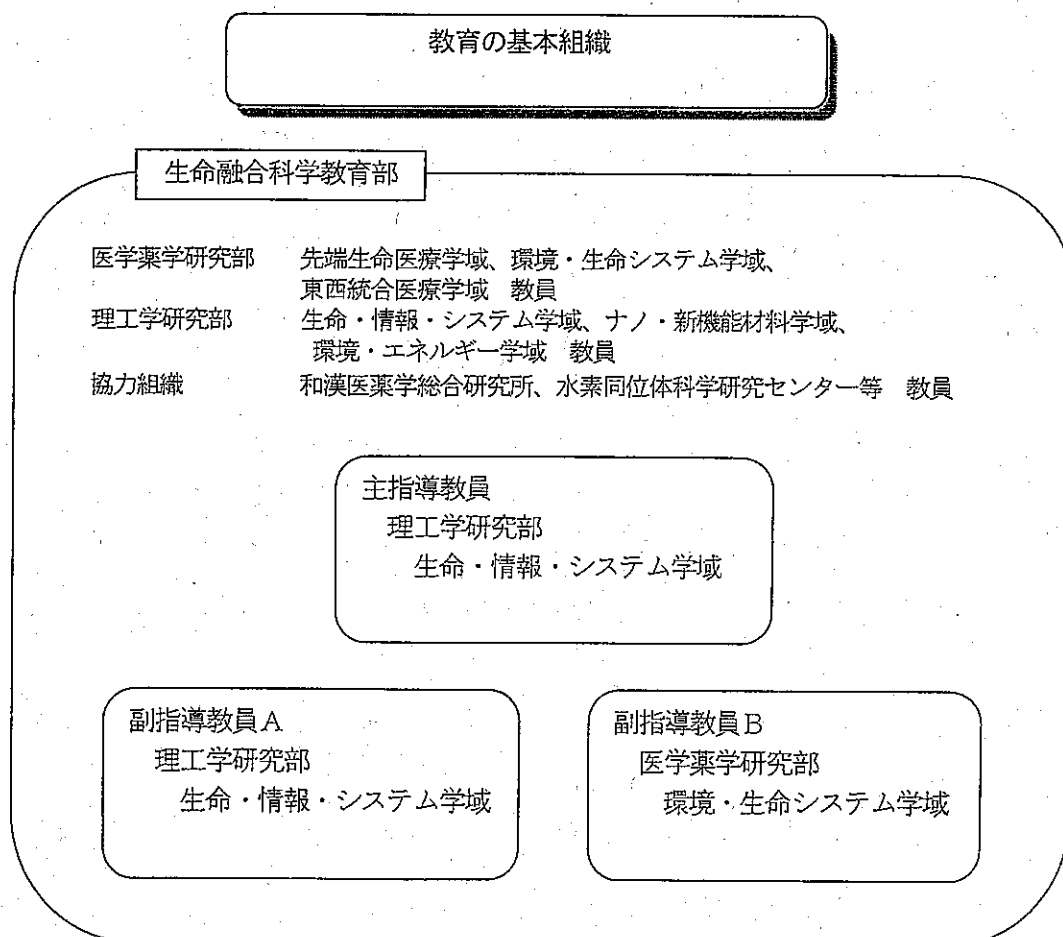 教育の基本組織
生命融合科学教育部
医学薬学研究部 先端生命医療学域、環境・生命システム学域、
東西統合医療学域 教員
理工学研究部 生命・情報・システム学域、ナノ・新機能材料学域、
環境・エネルギー学域 教員
協力組織 和漢医薬学総合研究所、水素同位体科学研究センター等 教員
主指導教員
理工学研究部
生命・情報・システム学域
副指導教員A
理工学研究部
生命・情報・システム学域
副指導教員B
医学薬学研究部
環境・生命システム学域